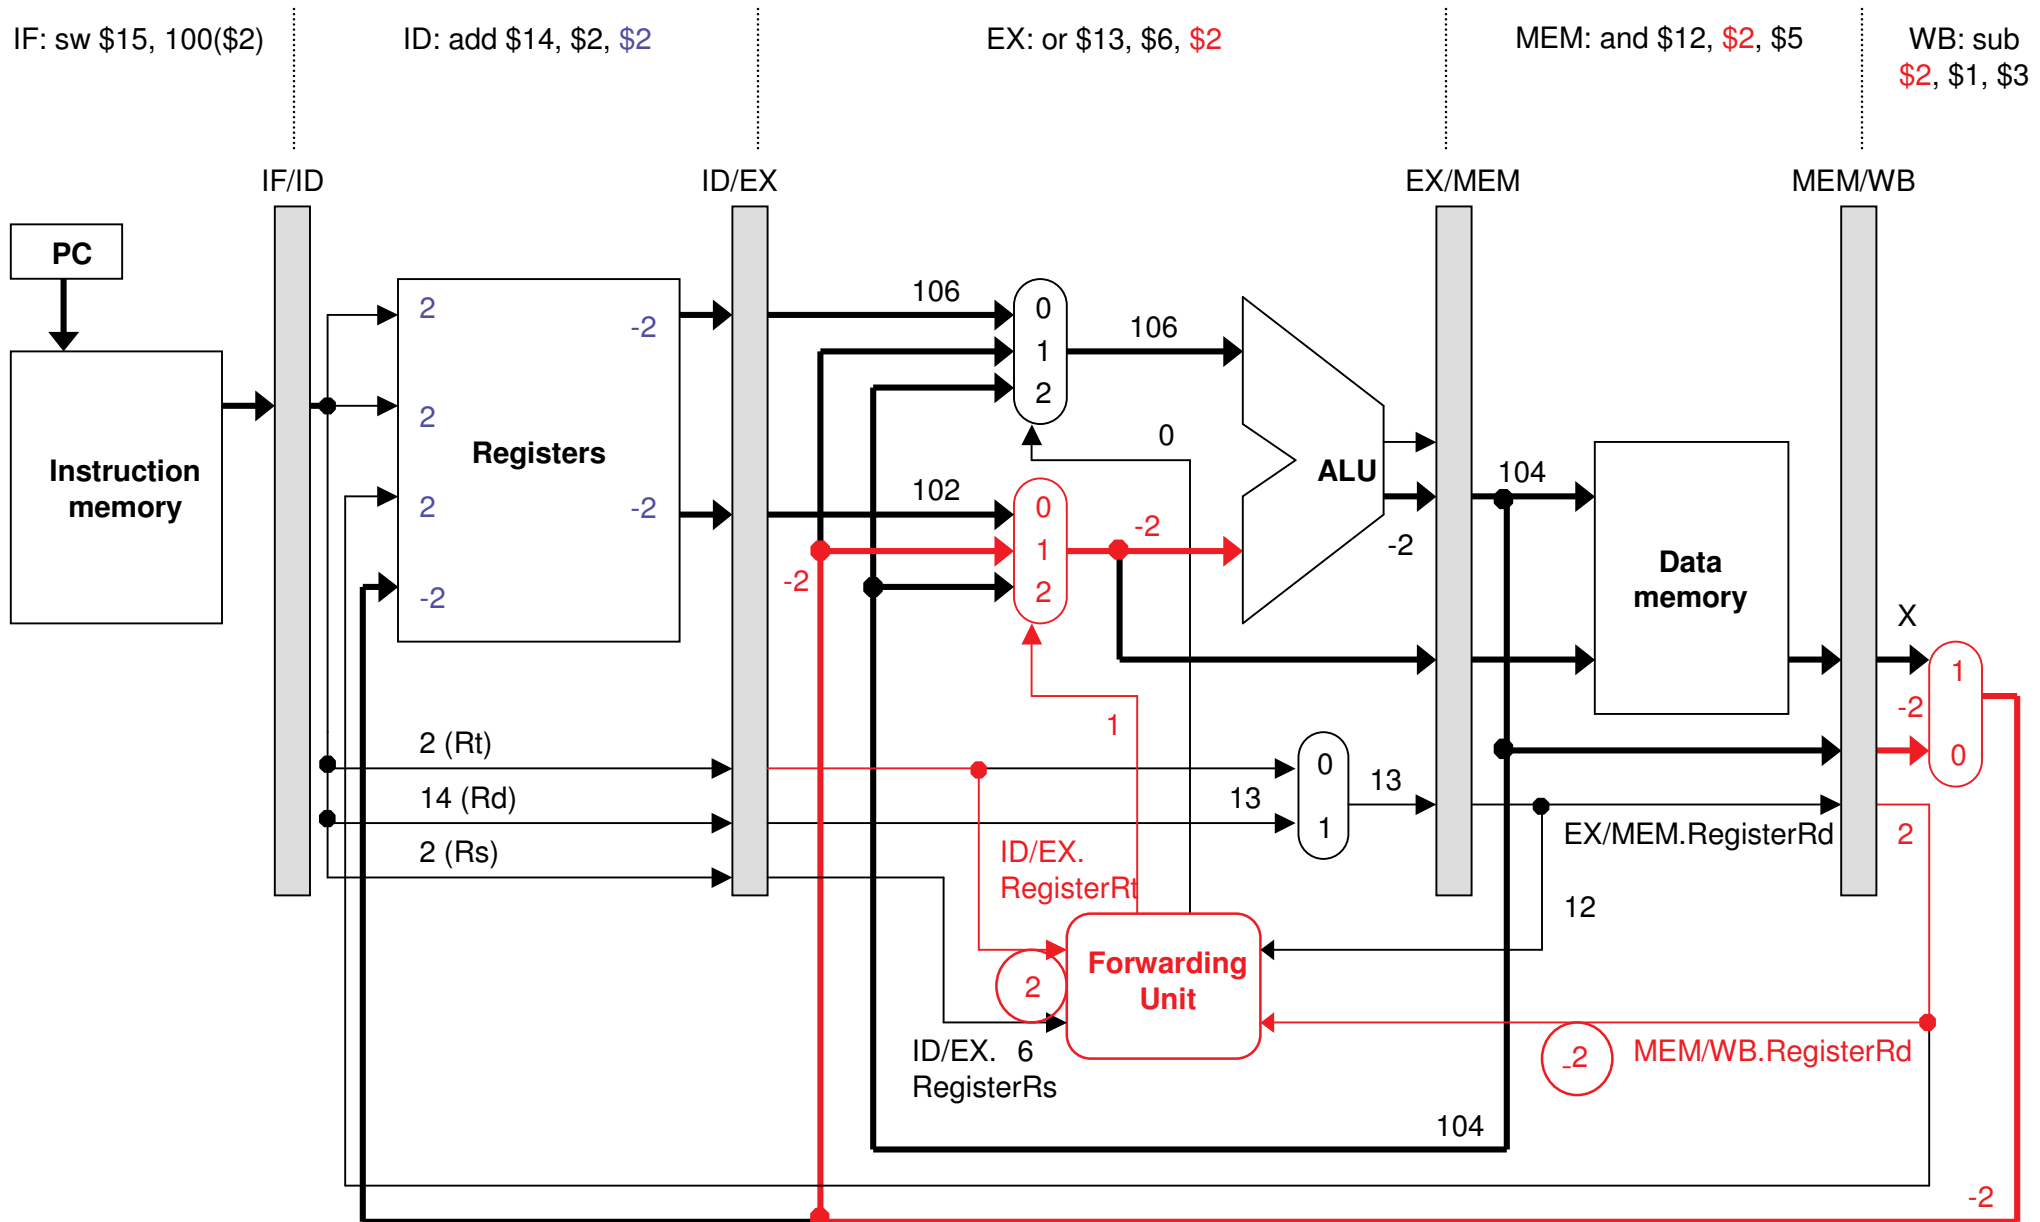 IF: sw $15, 100($2)
ID: add $14, $2, $2
EX: or $13, $6, $2
MEM: and $12, $2, $5
WB: sub
$2, $1, $3
IF/ID
ID/EX
EX/MEM
MEM/WB
PC
Instruction
memory
2
2
2
-2
Registers
-2
-2
106
102
0
1
2
106
0
0
1
2
-2
-2
1
ALU
-2
104
Data
memory
X
1
-2
0
2 (Rt)
14 (Rd)
2 (Rs)
13
0
1
13
EX/MEM.RegisterRd
2
12
ID/EX.
RegisterRt
2
Forwarding
Unit
ID/EX. 6
RegisterRs
-2
MEM/WB.RegisterRd
104
-2